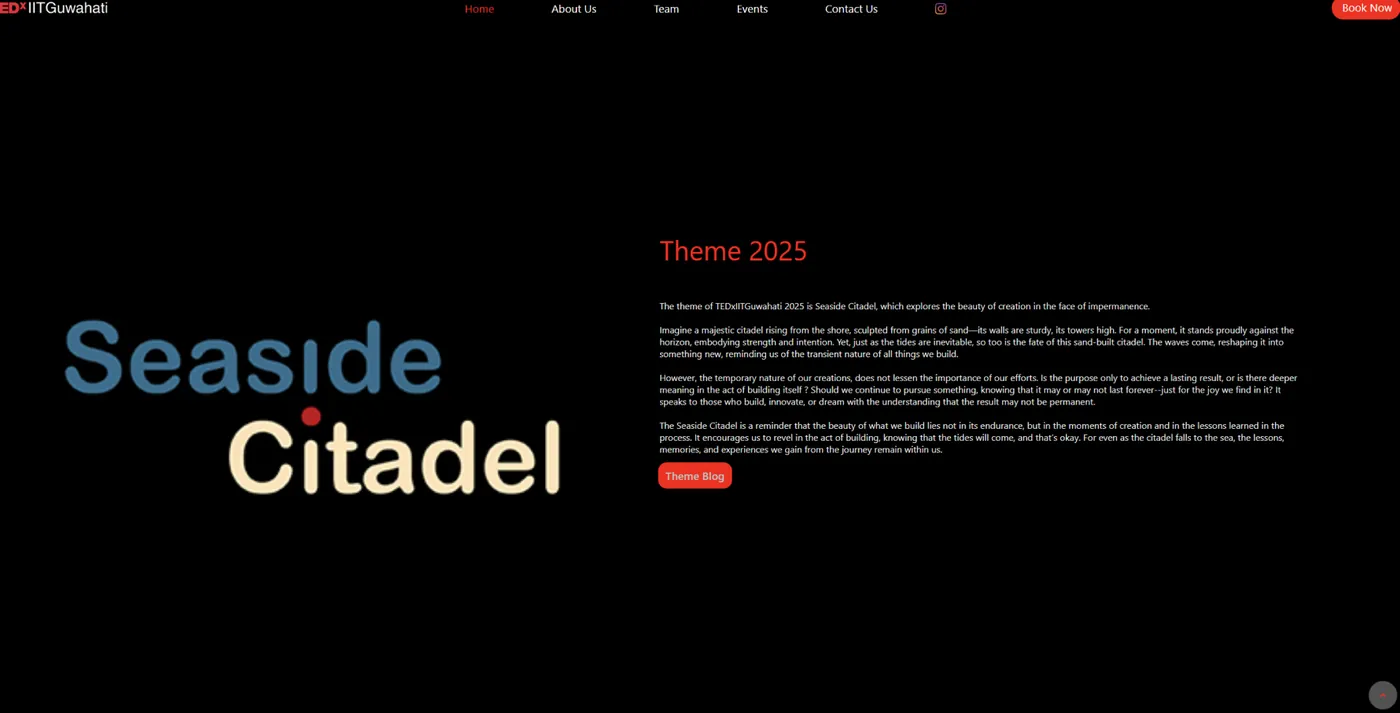 EDxIITGuwahati
Home
About Us
Team
Events
Contact Us
Book Now
Seaside
Citadel
Theme 2025
The theme of TEDxIITGuwahati 2025 is Seaside Citadel, which explores the beauty of creation in the face of impermanence.
Imagine a majestic citadel rising from the shore, sculpted from grains of sand—its walls are sturdy, its towers high. For a moment, it stands proudly against the
horizon, embodying strength and intention. Yet, just as the tides are inevitable, so too is the fate of this sand-built citadel. The waves come, reshaping it into
something new, reminding us of the transient nature of all things we build.
However, the temporary nature of our creations, does not lessen the importance of our efforts. Is the purpose only to achieve a lasting result, or is there deeper
meaning in the act of building itself ? Should we continue to pursue something, knowing that it may or may not last forever--just for the joy we find in it? It
speaks to those who build, innovate, or dream with the understanding that the result may not be permanent.
The Seaside Citadel is a reminder that the beauty of what we build lies not in its endurance, but in the moments of creation and in the lessons learned in the
process. It encourages us to revel in the act of building, knowing that the tides will come, and that's okay. For even as the citadel falls to the sea, the lessons,
memories, and experiences we gain from the journey remain within us.
Theme Blog